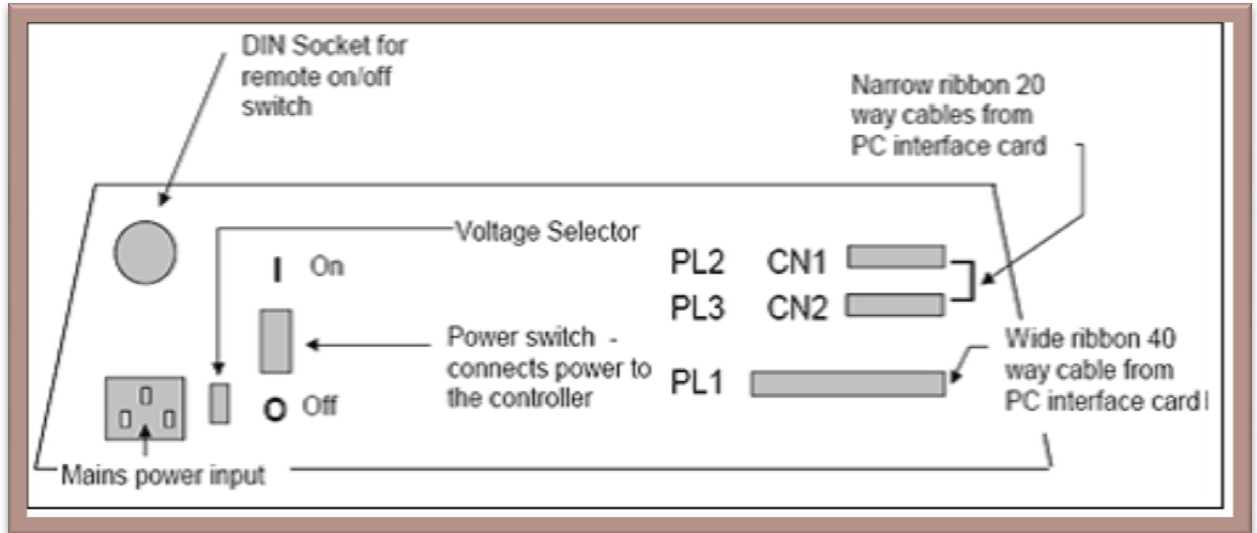 DIN Socket for
remote on/off
switch
Narrow ribbon 20
way cables from
PC interface card
Voltage Selector
I On
PL2 CN1
PL3 CN2
Power switch -
connects power to
the controller
Wide ribbon 40
way cable from
PC interface card
PL1
O Off
Mains power input